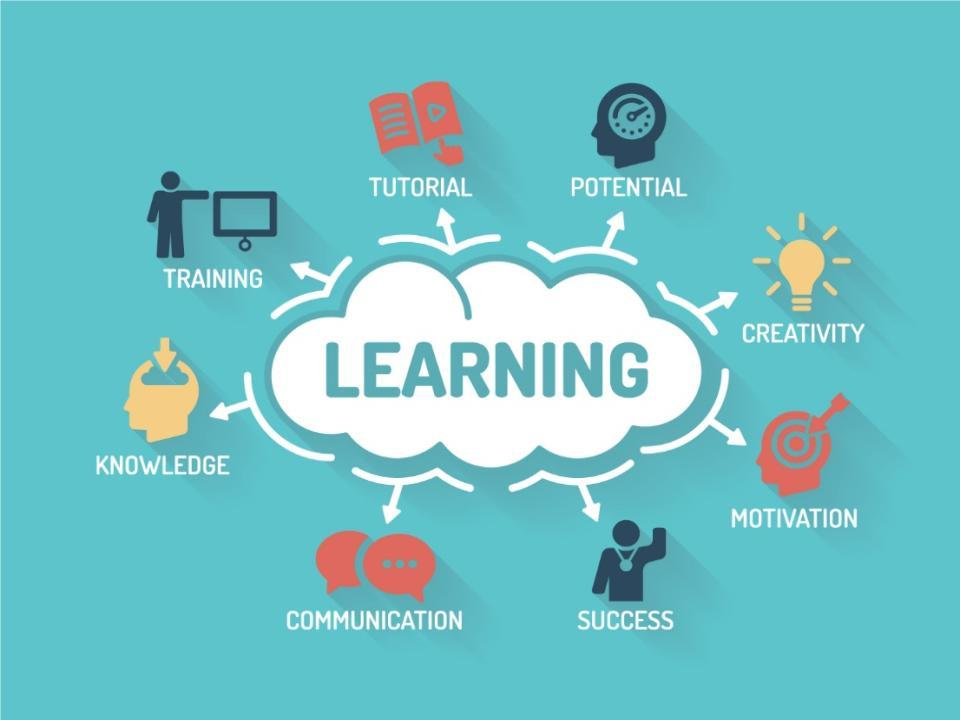 TUTORIAL
POTENTIAL
TRAINING
CREATIVITY
LEARNING
KNOWLEDGE
MOTIVATION
COMMUNICATION
SUCCESS